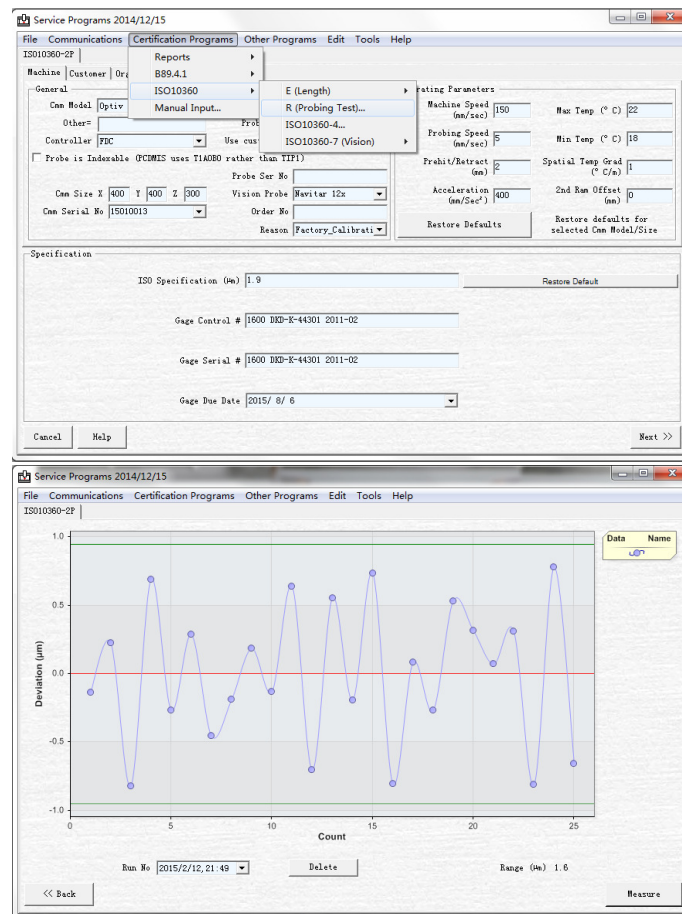 Service Programs 2014/12/15
File Communications Certification Programs Other Programs Edit Tools Help
ISO10360-2P
Machine Customer
Reports
B89.4.1
ISO10360
Manual Input...
E (Length)
R (Probing Test)...
ISO10360-4...
ISO10360-7 (Vision)
General
Cmm Model Optiv
Other=
Controller FDC
Probe is Indexable (PCDMIS uses T1A0B0 rather than TIP1)
Probe Ser No
Cmm Size X 400 Y 400 Z 300 Vision Probe Navitar 12x
Cmm Serial No 15010013 Order No
Reason Factory_Calibrati
rating Parameters
Machine Speed (mm/sec) 150 Max Temp (° C) 22
Probing Speed (mm/sec) 5 Min Temp (° C) 18
Prehit/Retract (mm) 2 Spatial Temp Grad (° C/m) 1
Acceleration (mm/Sec²) 400 2nd Ram Offset (mm) 0
Restore Defaults Restore defaults for selected Cmm Model/Size
Specification
ISO Specification (µm) 1.9 Restore Default
Gage Control # 1600 DKD-K-44301 2011-02
Gage Serial # 1600 DKD-K-44301 2011-02
Gage Due Date 2015/ 8/ 6
Cancel Help Next >>
Service Programs 2014/12/15
File Communications Certification Programs Other Programs Edit Tools Help
ISO10360-2P
Data Name
1.0
0.5
0.0
-0.5
-1.0
Deviation (µm)
0 5 10 15 20 25
Count
Run No 2015/2/12,21:49 Delete Range (µm) 1.6
<< Back Measure